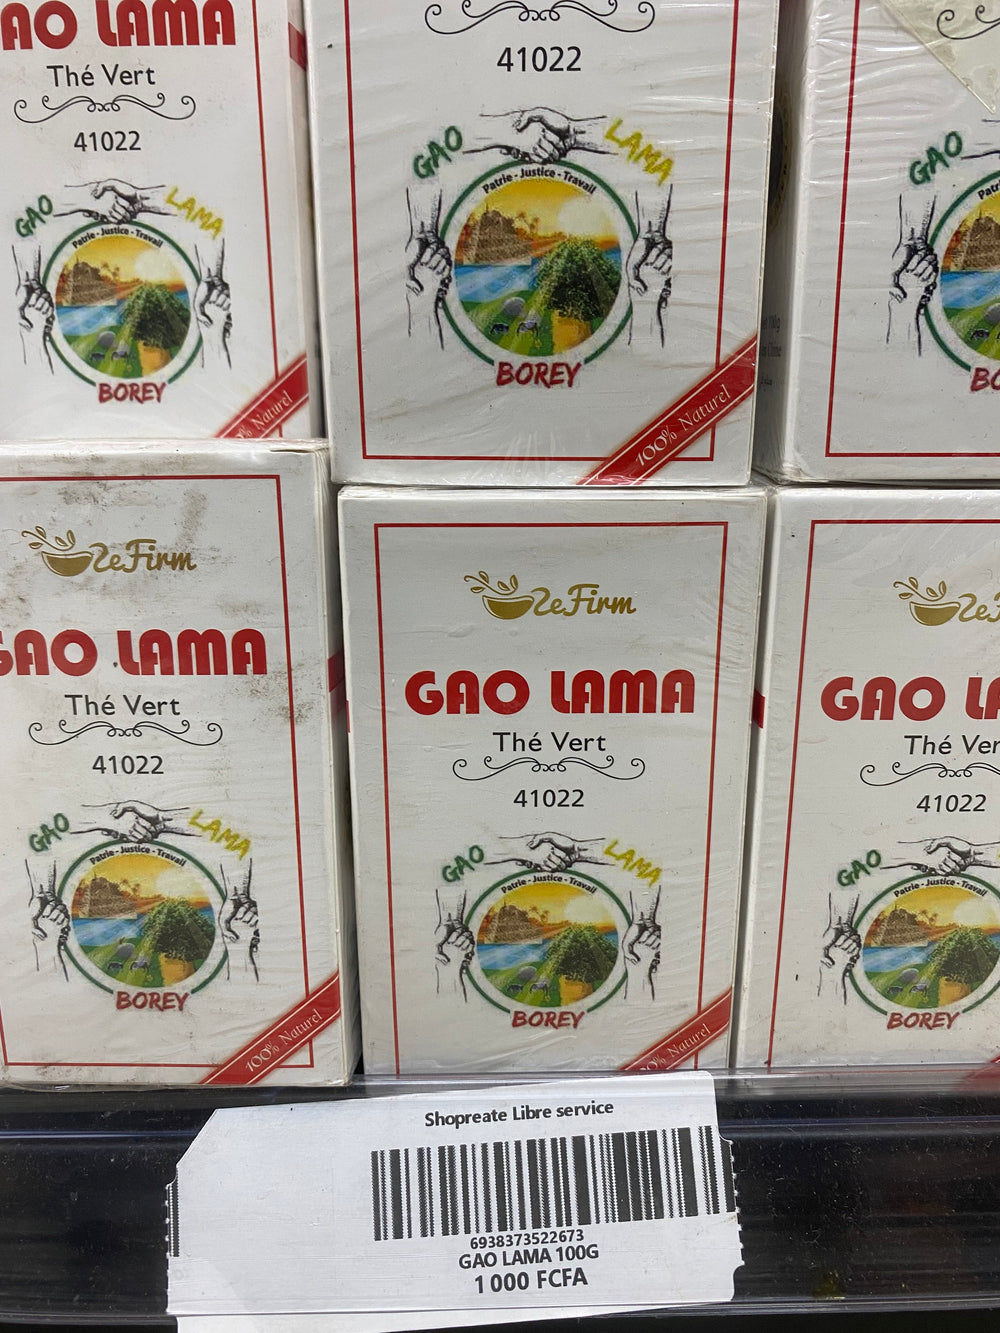 AO LAMA
Thé Vert
41022
GAO
LAMA
Patrie - Justice - Travail
BOREY
% Naturel
41022
GAO
LAMA
Patrie - Justice - Travail
BOREY
100% Naturel
GAO
BO
ZeFirm
GAO LAMA
Thé Vert
41022
GAO
LAMA
Patrie - Justice - Travail
BOREY
100% Naturel
ZeFirm
GAO LAMA
Thé Vert
41022
GAO
LAMA
Patrie - Justice - Travail
BOREY
0% Naturel
GAO LA
Thé Ver
41022
GAO
Patrie - Justice - Travail
BOREY
Shopreate Libre service
6938373522673
GAO LAMA 100G
1 000 FCFA